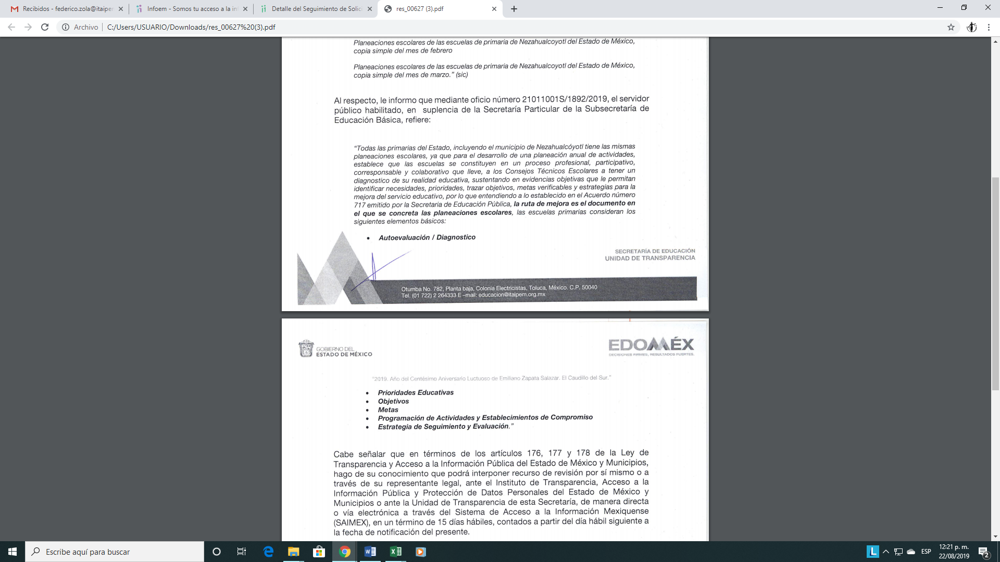 Recibidos - federico.zola@itaipem
Infoem - Somos tu acceso a la in
Detalle del Seguimiento de Solici
res_00627 (3).pdf
Archivo | C:/Users/USUARIO/Downloads/res_00627%20(3).pdf
Planeaciones escolares de las escuelas de primaria de Nezahualcoyotl del Estado de México,
copia simple del mes de febrero
Planeaciones escolares de las escuelas de primaria de Nezahualcoyotl del Estado de México,
copia simple del mes de marzo.” (sic)
Al respecto, le informo que mediante oficio número 21011001S/1892/2019, el servidor
público habilitado, en suplencia de la Secretaría Particular de la Subsecretaría de
Educación Básica, refiere:
“Todas las primarias del Estado, incluyendo el municipio de Nezahualcóyotl tiene las mismas
planeaciones escolares, ya que para el desarrollo de una planeación anual de actividades,
establece que las escuelas se constituyen en un proceso profesional, participativo,
corresponsable y colaborativo que lleve, a los Consejos Técnicos Escolares a tener un
diagnostico de su realidad educativa, sustentando en evidencias objetivas que le permitan
identificar necesidades, prioridades, trazar objetivos, metas verificables y estrategias para la
mejora del servicio educativo, por lo que entendiendo a lo establecido en el Acuerdo número
717 emitido por la Secretaria de Educación Pública, la ruta de mejora es el documento en
el que se concreta las planeaciones escolares, las escuelas primarias consideran los
siguientes elementos básicos:
• Autoevaluación / Diagnostico
SECRETARÍA DE EDUCACIÓN
UNIDAD DE TRANSPARENCIA
Otumba No. 782, Planta baja, Colonia Electricistas, Toluca, México. C.P. 50040
Tel. (01 722) 2 264333 E –mail: educacion@itaipem.org.mx
GOBIERNO DEL
ESTADO DE MÉXICO
EDOMÉX
DECISIONES FIRMES, RESULTADOS FUERTES.
“2019. Año del Centésimo Aniversario Luctuoso de Emiliano Zapata Salazar. El Caudillo del Sur.”
• Prioridades Educativas
• Objetivos
• Metas
• Programación de Actividades y Establecimientos de Compromiso
• Estrategia de Seguimiento y Evaluación.”
Cabe señalar que en términos de los artículos 176, 177 y 178 de la Ley de
Transparencia y Acceso a la Información Pública del Estado de México y Municipios,
hago de su conocimiento que podrá interponer recurso de revisión por sí mismo o a
través de su representante legal, ante el Instituto de Transparencia, Acceso a la
Información Pública y Protección de Datos Personales del Estado de México y
Municipios o ante la Unidad de Transparencia de esta Secretaría, de manera directa
o vía electrónica a través del Sistema de Acceso a la Información Mexiquense
(SAIMEX), en un término de 15 días hábiles, contados a partir del día hábil siguiente a
la fecha de notificación del presente.
Escribe aquí para buscar
ESP
12:21 p. m.
22/08/2019
2